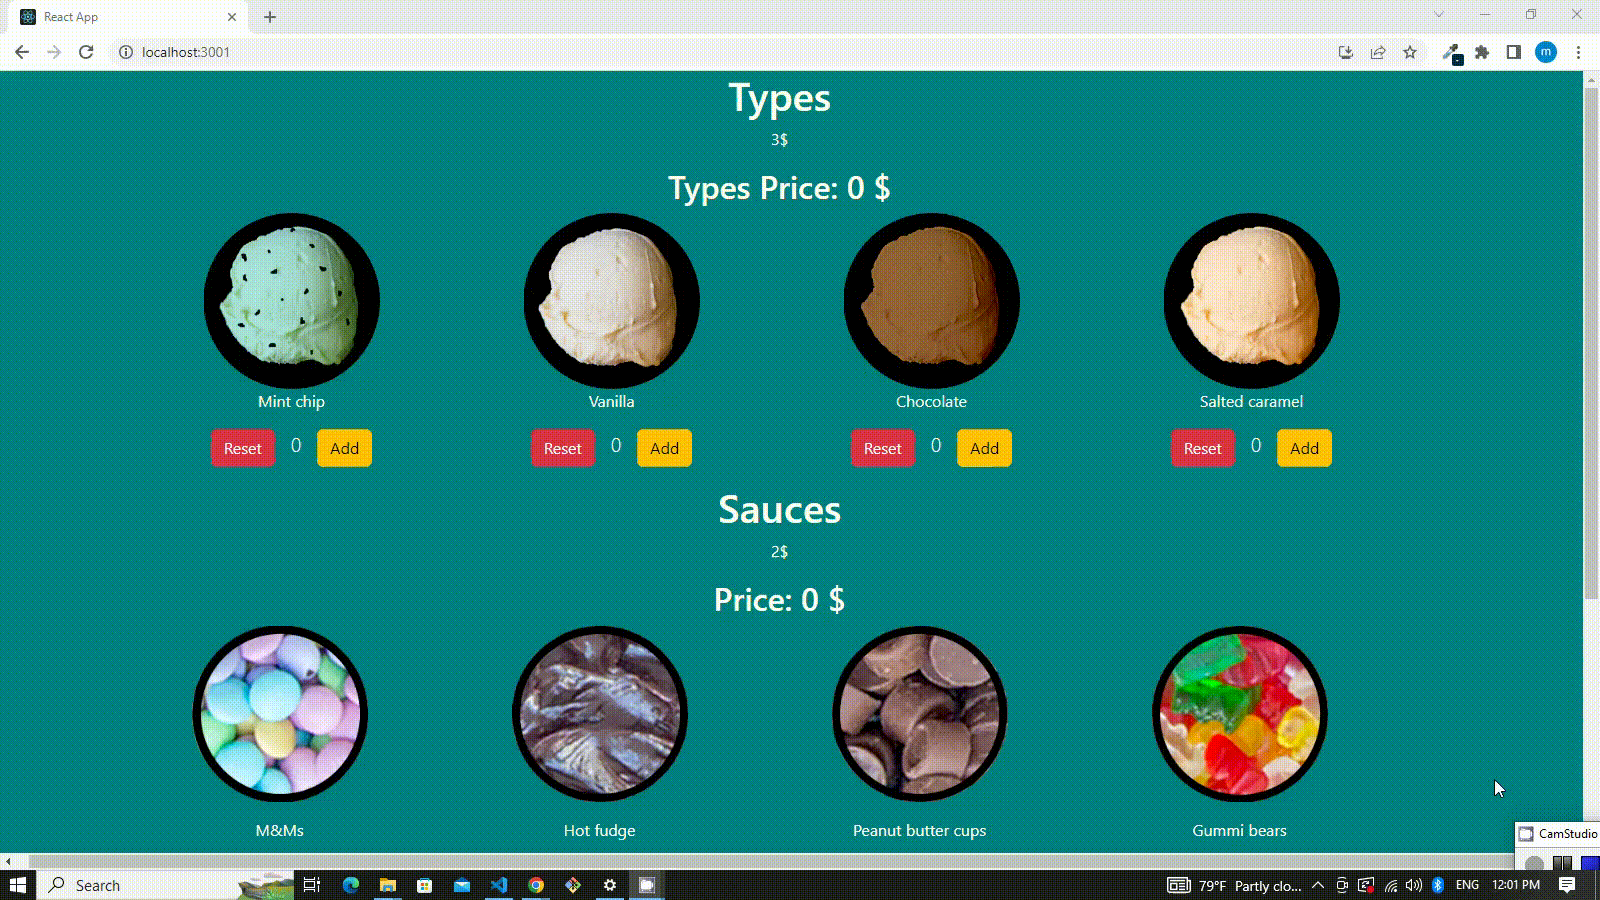 React App
localhost:3001
m
Types
3$
Types Price: 0 $
Mint chip
Vanilla
Chocolate
Salted caramel
Reset 0 Add
Reset 0 Add
Reset 0 Add
Reset 0 Add
Sauces
2$
Price: 0 $
M&Ms
Hot fudge
Peanut butter cups
Gummi bears
CamStudio
Search
79°F Partly clo...
ENG
12:01 PM